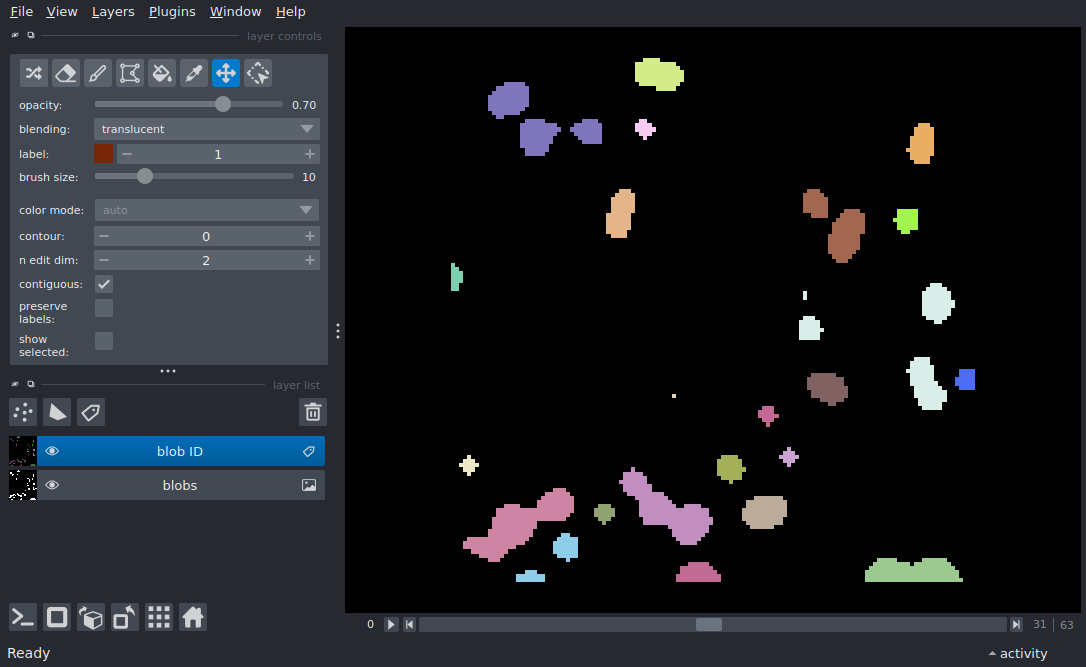 File View Layers Plugins Window Help
layer controls
opacity: 0.70
blending: translucent
label: 1
brush size: 10
color mode: auto
contour: 0
n edit dim: 2
contiguous:
preserve
labels:
show
selected:
layer list
blob ID
blobs
0 31 63
Ready activity